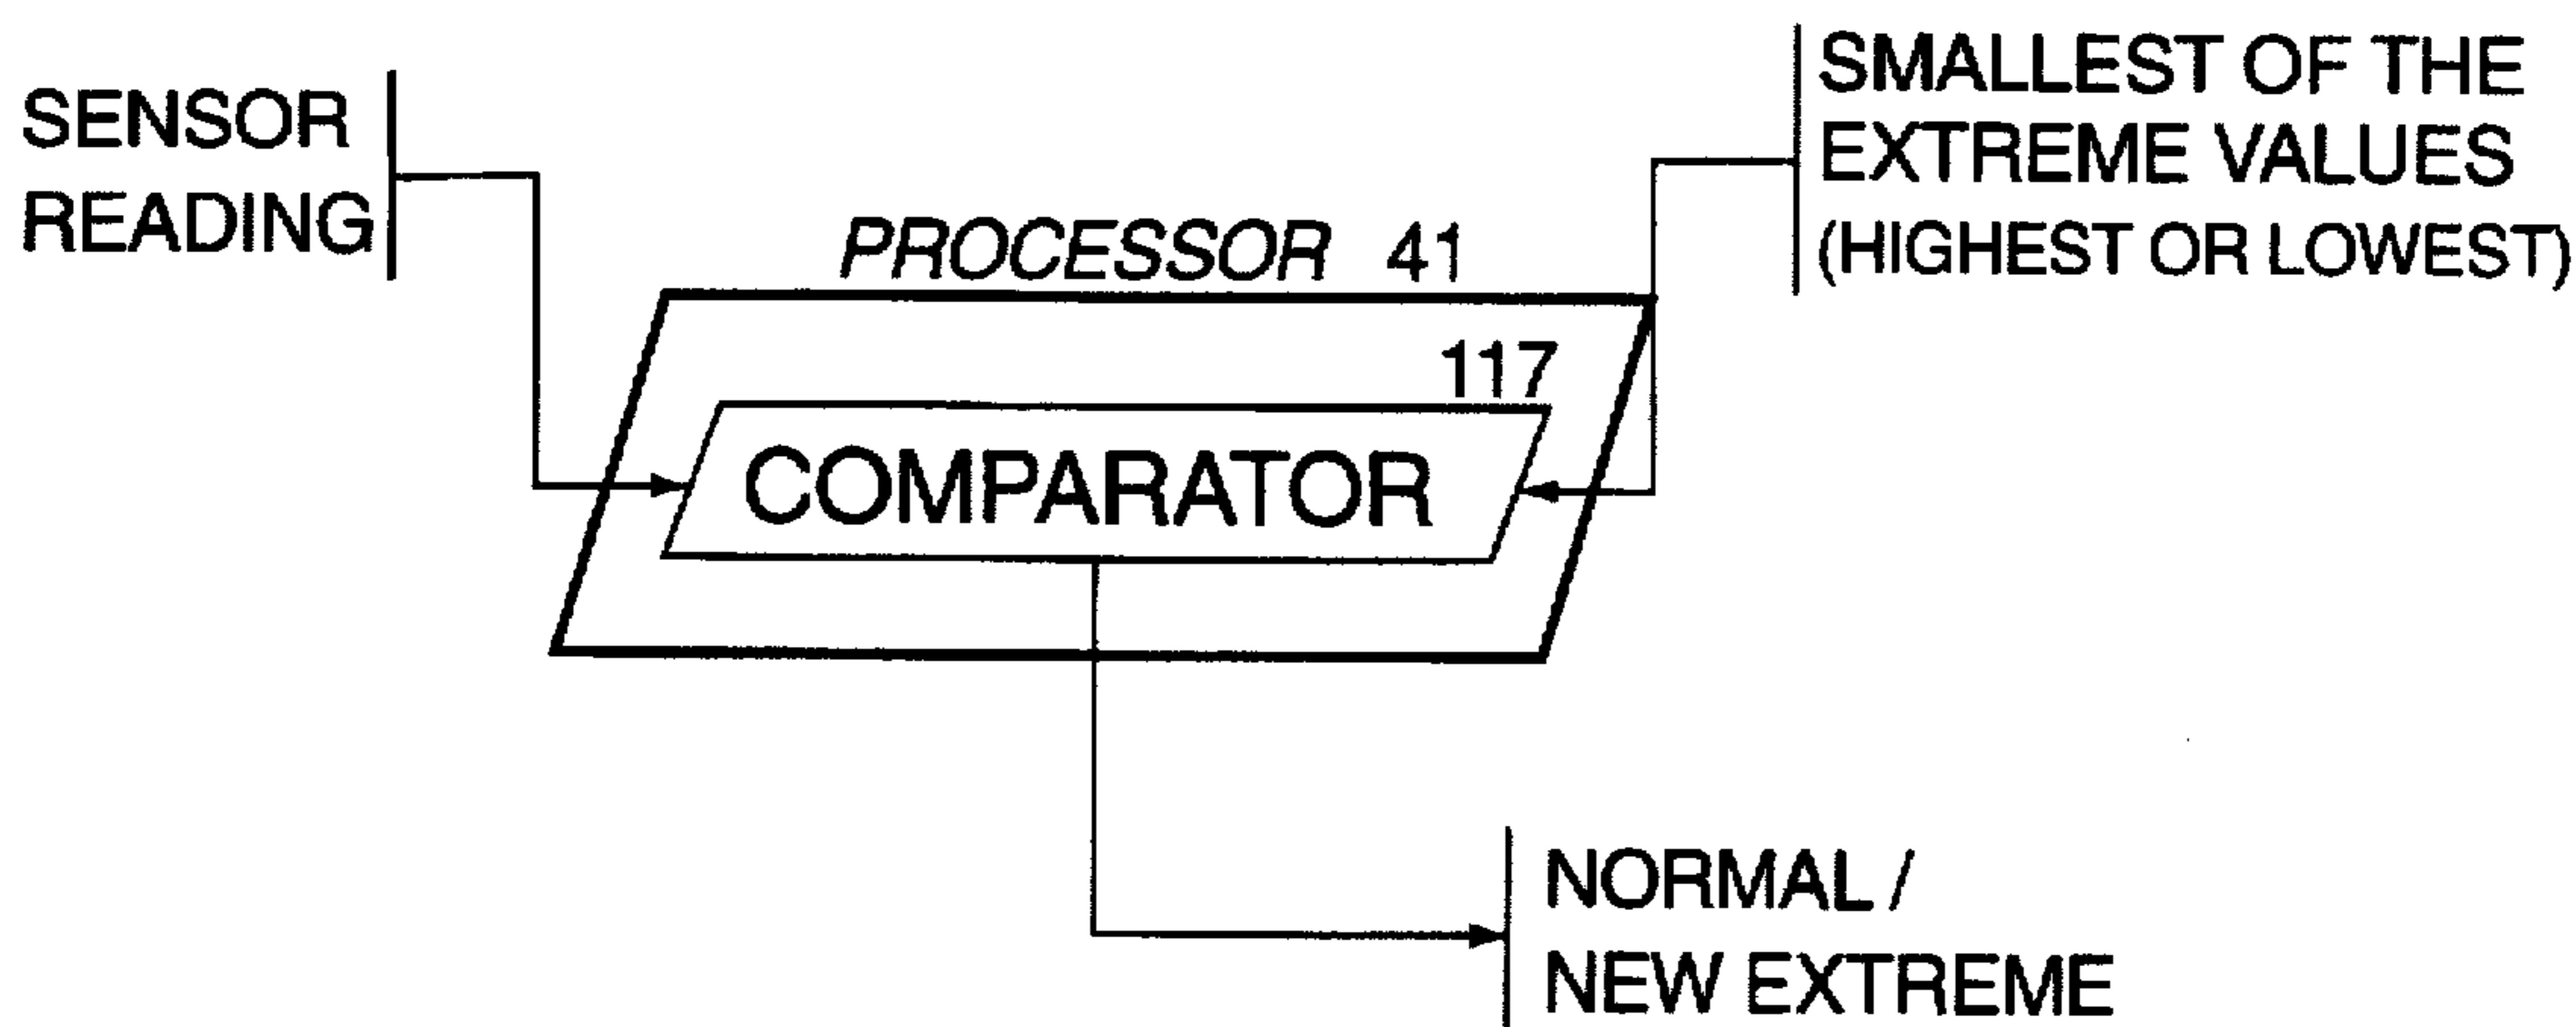 SENSOR
READING
SMALLEST OF THE
EXTREME VALUES
(HIGHEST OR LOWEST)
PROCESSOR 41
117
COMPARATOR
NORMAL /
NEW EXTREME